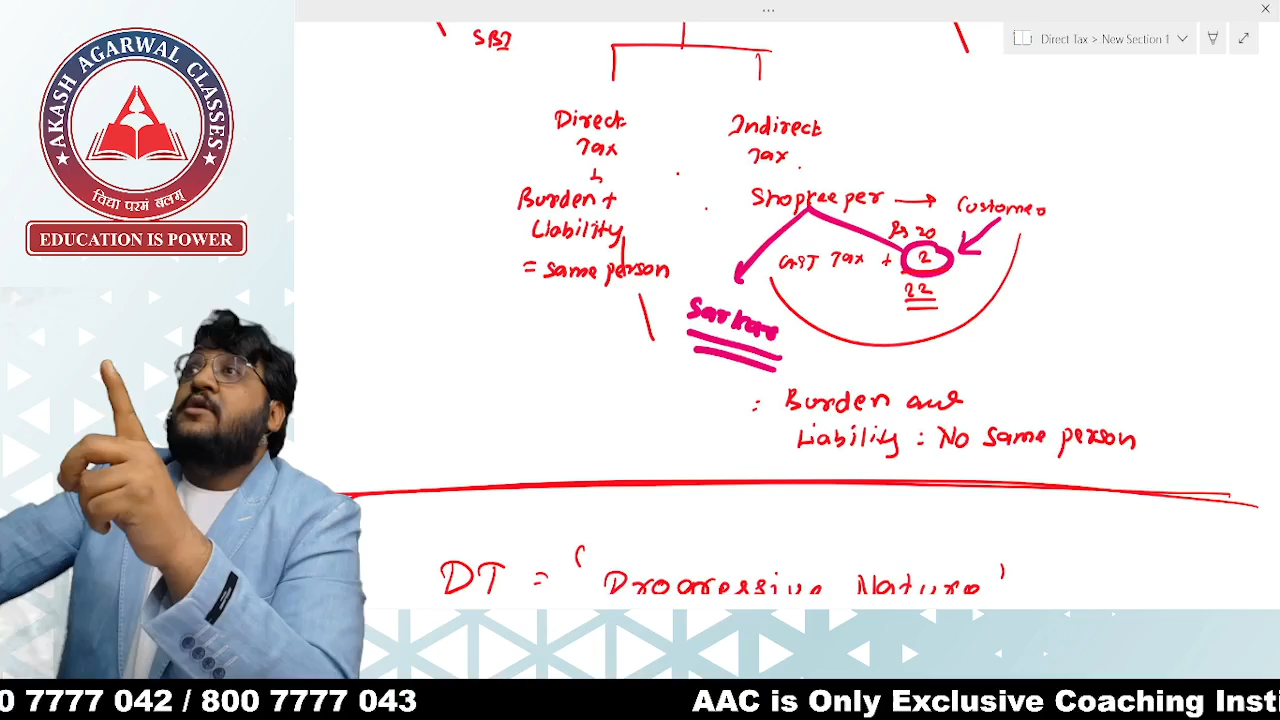 AKASH AGARWAL CLASSES
विद्या परमं बलम्
EDUCATION IS POWER
Direct Tax > New Section 1
SBI
Direct
Tax
Burden +
Liability
= same person
Indirect
Tax
Shopkeeper → Customer
Rs 20
GST Tax + 2
22
Sarkar
: Burden and
Liability : No same person
DT = 'Progressive Nature'
0 7777 042 / 800 7777 043
AAC is Only Exclusive Coaching Insti